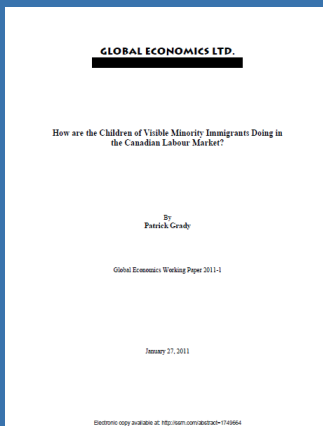 GLOBAL ECONOMICS LTD.
How are the Children of Visible Minority Immigrants Doing in
the Canadian Labour Market?
By
Patrick Grady
Global Economics Working Paper 2011-1
January 27, 2011
Electronic copy available at: http://ssrn.com/abstract=1749664